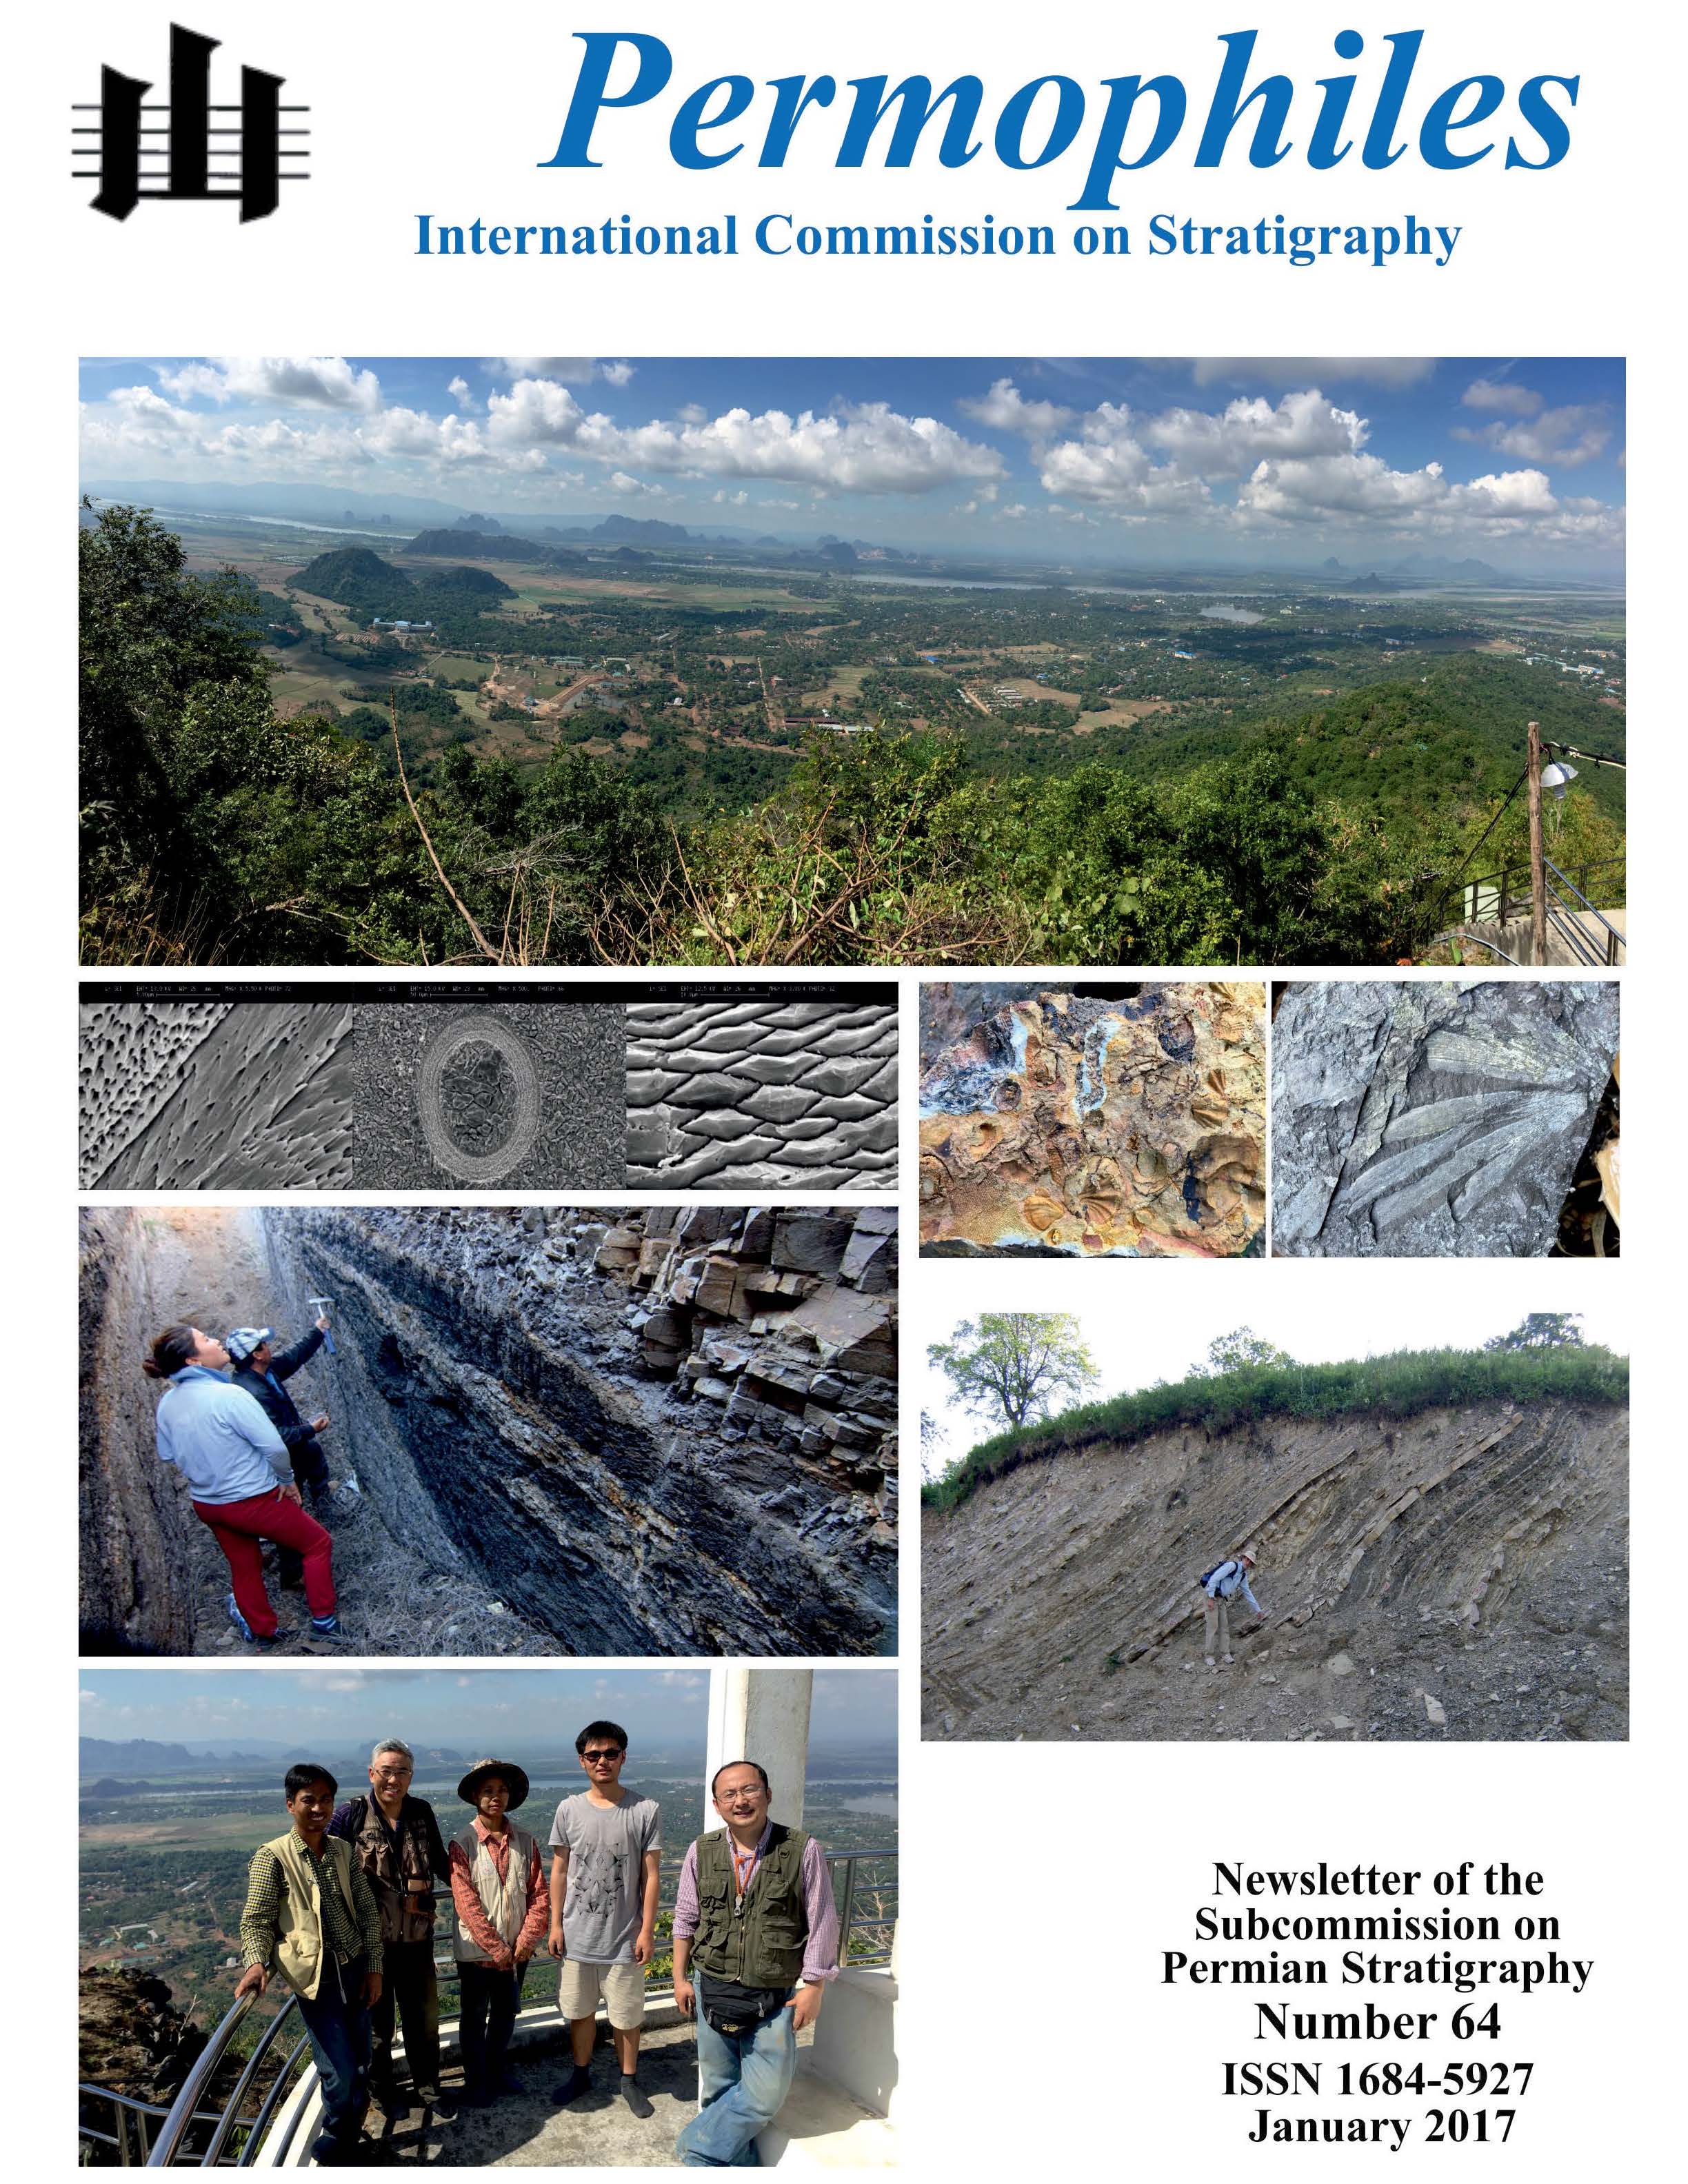 山
Permophiles
International Commission on Stratigraphy
Newsletter of the
Subcommission on
Permian Stratigraphy
Number 64
ISSN 1684-5927
January 2017